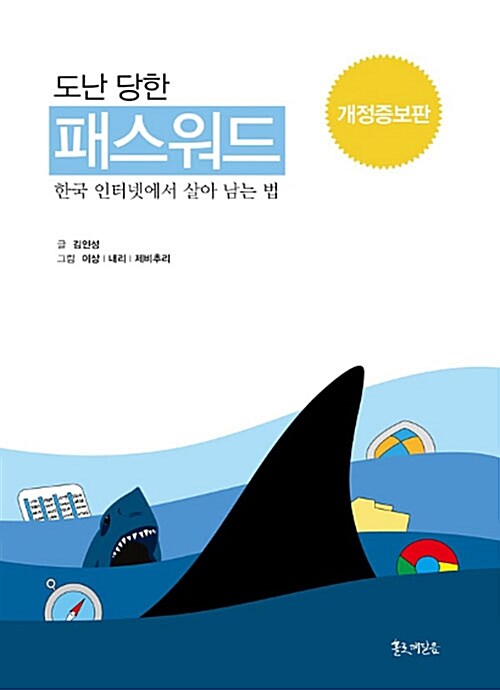 도난 당한
패스워드
한국 인터넷에서 살아 남는 법
개정증보판
글 김인성
그림 이상 | 내리 | 제비추리
홀로깨달음